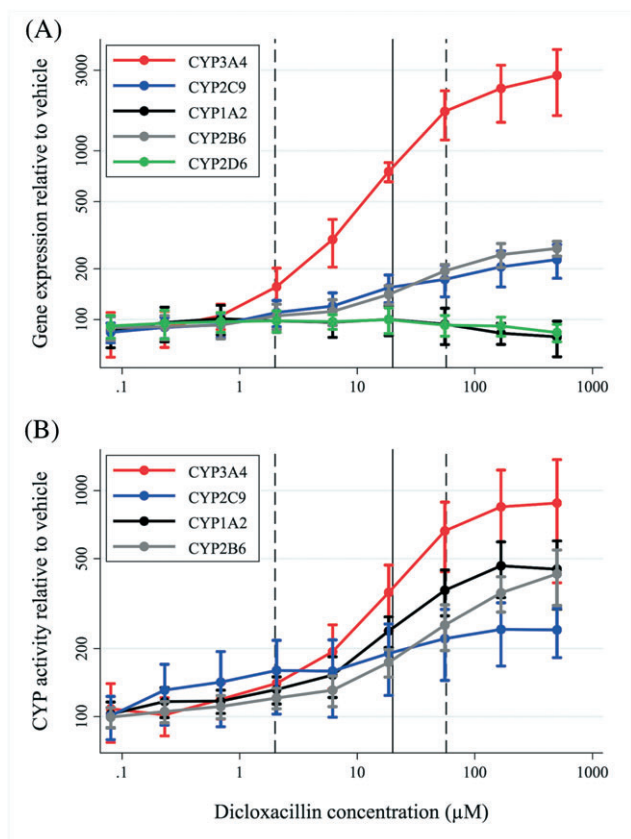 (A)
CYP3A4
CYP2C9
CYP1A2
CYP2B6
CYP2D6
Gene expression relative to vehicle
3000
1000
500
200
100
.1
1
10
100
1000
(B)
CYP3A4
CYP2C9
CYP1A2
CYP2B6
CYP activity relative to vehicle
1000
500
200
100
.1
1
10
100
1000
Dicloxacillin concentration (µM)